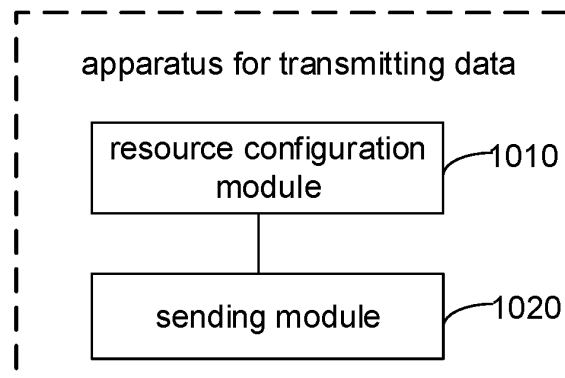 apparatus for transmitting data
resource configuration
module
1010
sending module
1020